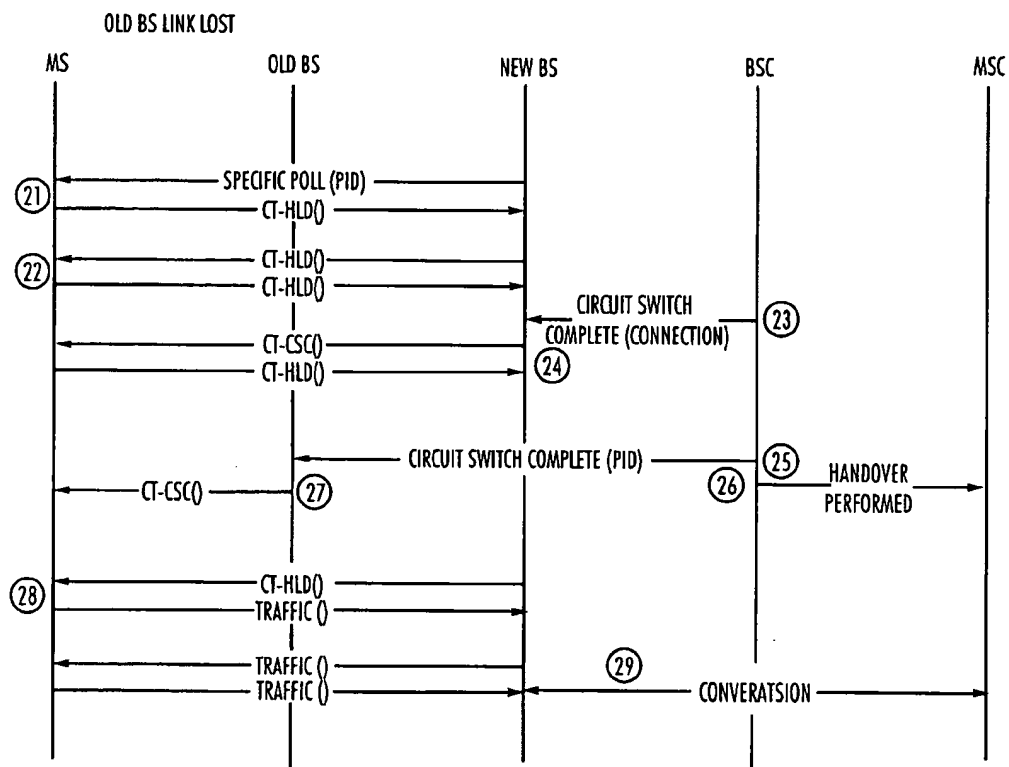 OLD BS LINK LOST
MS
OLD BS
NEW BS
BSC
MSC
SPECIFIC POLL (PID)
21
CT-HLD()
CT-HLD()
22
CT-HLD()
CIRCUIT SWITCH
COMPLETE (CONNECTION)
23
CT-CSC()
24
CT-HLD()
CIRCUIT SWITCH COMPLETE (PID)
25
26
HANDOVER
PERFORMED
CT-CSC()
27
CT-HLD()
28
TRAFFIC ()
TRAFFIC ()
29
TRAFFIC ()
CONVERATSION